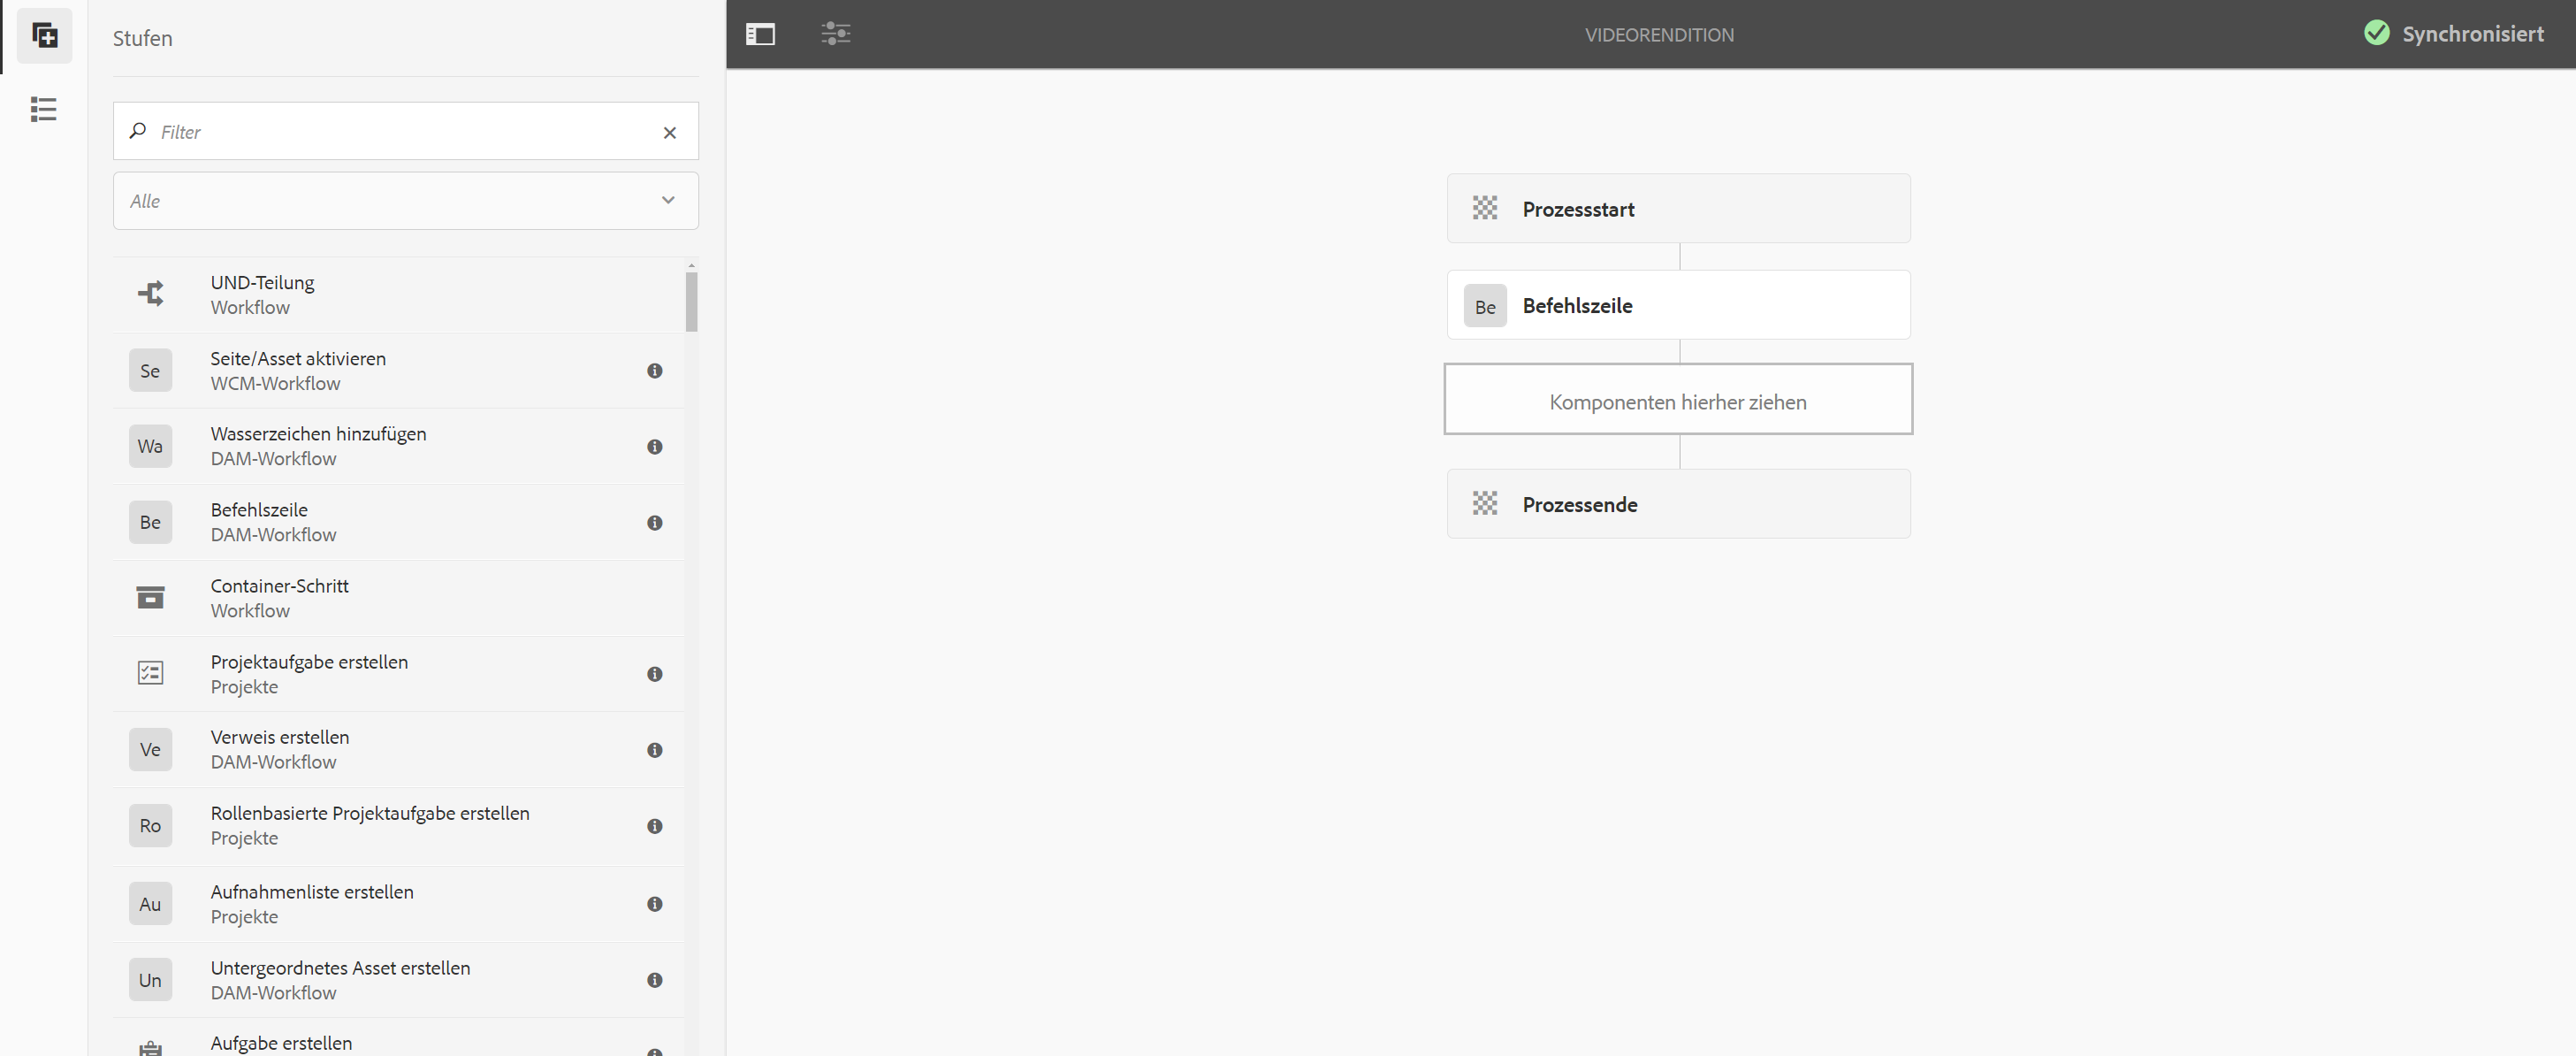 Stufen
Filter
Alle
UND-Teilung
Workflow
Se
Seite/Asset aktivieren
WCM-Workflow
Wa
Wasserzeichen hinzufügen
DAM-Workflow
Be
Befehlszeile
DAM-Workflow
Container-Schritt
Workflow
Projektaufgabe erstellen
Projekte
Ve
Verweis erstellen
DAM-Workflow
Ro
Rollenbasierte Projektaufgabe erstellen
Projekte
Au
Aufnahmenliste erstellen
Projekte
Un
Untergeordnetes Asset erstellen
DAM-Workflow
Aufgabe erstellen
VIDEORENDITION
Synchronisiert
Prozessstart
Be
Befehlszeile
Komponenten hierher ziehen
Prozessende